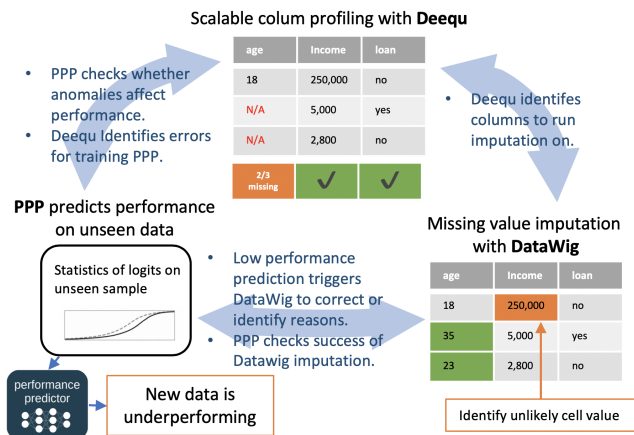 Scalable colum profiling with Deequ
age Income loan
18 250,000 no
N/A 5,000 yes
N/A 2,800 no
2/3
missing
• PPP checks whether
anomalies affect
performance.
• Deequ Identifies errors
for training PPP.
• Deequ identifes
columns to run
imputation on.
PPP predicts performance
on unseen data
Statistics of logits on
unseen sample
performance
predictor
New data is
underperforming
• Low performance
prediction triggers
DataWig to correct or
identify reasons.
• PPP checks success of
Datawig imputation.
Missing value imputation
with DataWig
age Income loan
18 250,000 no
35 5,000 yes
23 2,800 no
Identify unlikely cell value